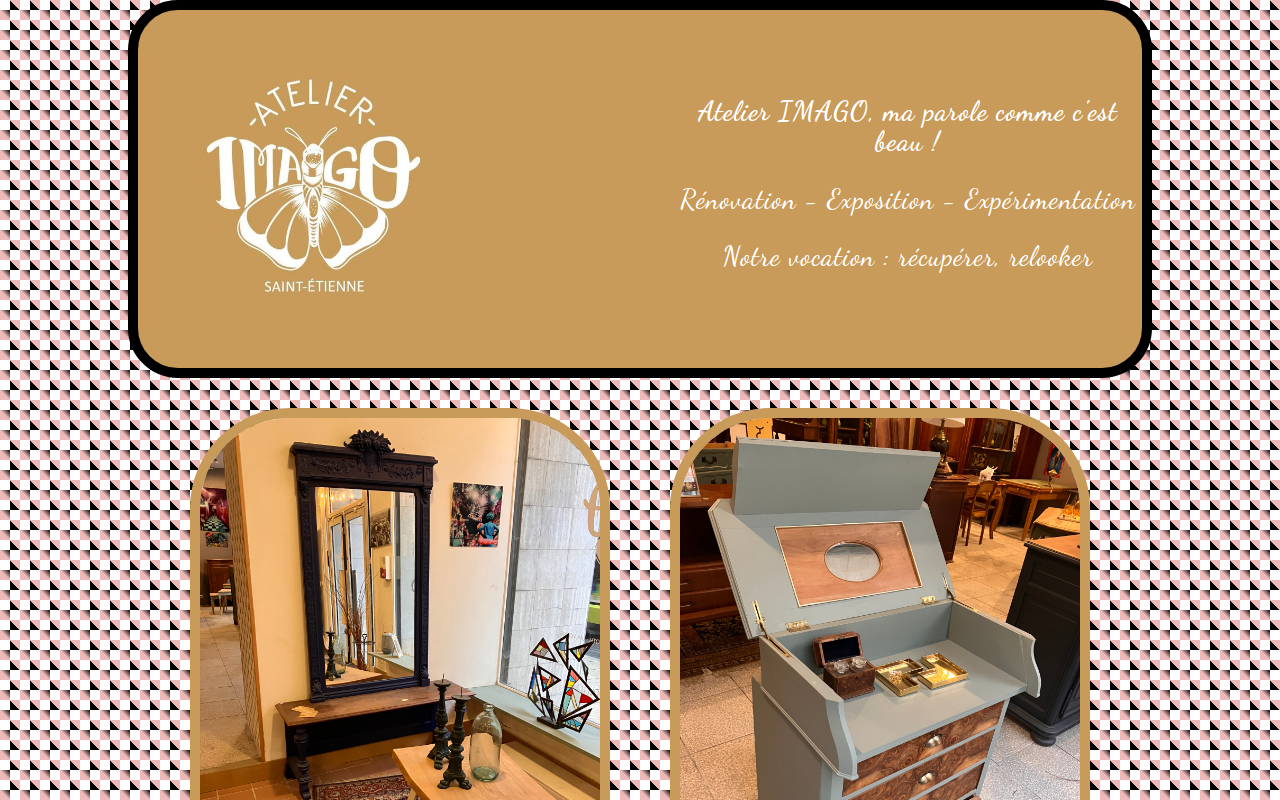 -ATELIER-
IMAGO
SAINT-ÉTIENNE
Atelier IMAGO, ma parole comme c'est
beau !
Rénovation - Exposition - Expérimentation
Notre vocation : récupérer, relooker